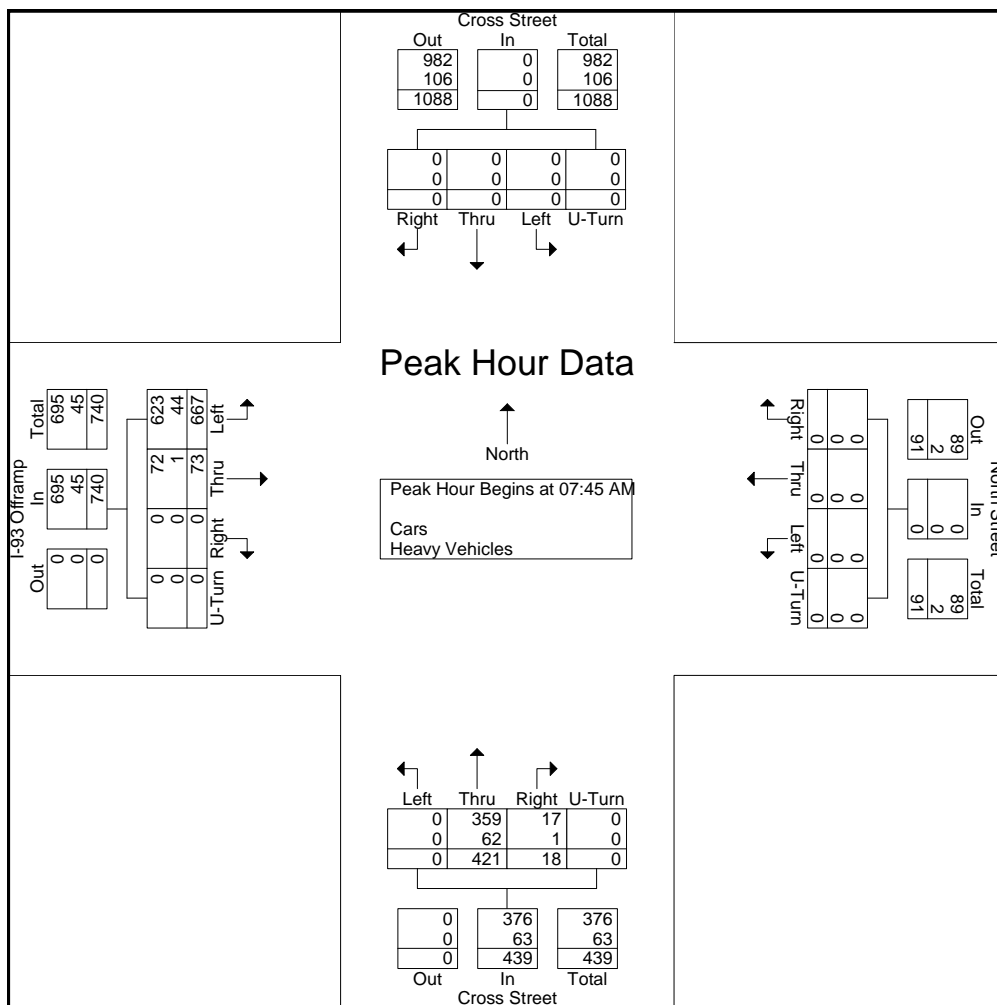 Cross Street
Out In Total
982 0 982
106 0 0 106
1088 0 1088
0 0 0 0
0 0 0 0
0 0 0 0
Right Thru Left U-Turn
Peak Hour Data
North
Peak Hour Begins at 07:45 AM
Cars
Heavy Vehicles
I-93 Offramp
Total In Out
695 695 0
45 45 0
740 740 0
623 72 0 0
44 1 0 0
667 73 0 0
Left Thru Right U-Turn
Right Thru Left U-Turn
0 0 0 0
0 0 0 0
0 0 0 0
Out In Total
89 0 89
2 0 2
91 0 91
North Street
Left Thru Right U-Turn
0 359 17 0
0 62 1 0
0 421 18 0
0 376 376
0 63 63
0 439 439
Out In Total
Cross Street